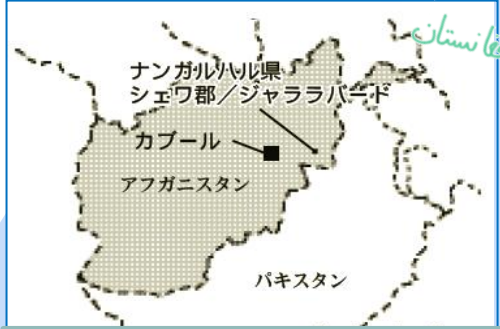 ナンガルハル県
シェワ郡／ジャララバード
カブール
アフガニスタン
パキスタン